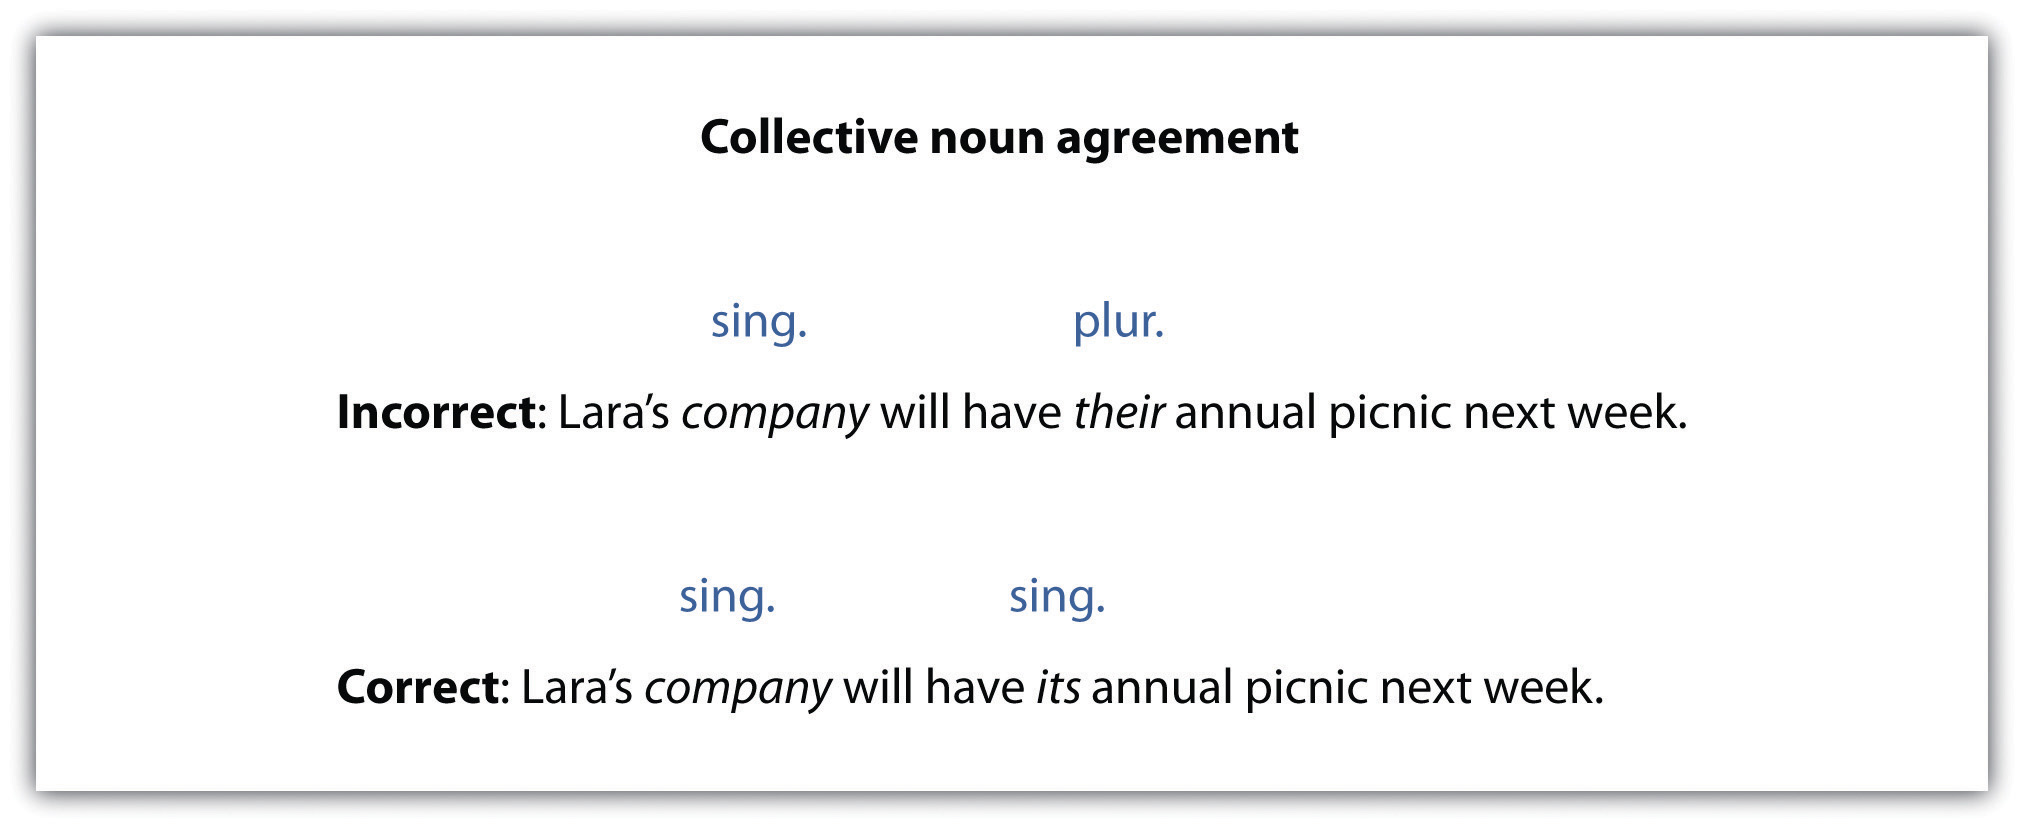 Collective noun agreement
sing. plur.
Incorrect: Lara’s company will have their annual picnic next week.
sing. sing.
Correct: Lara’s company will have its annual picnic next week.